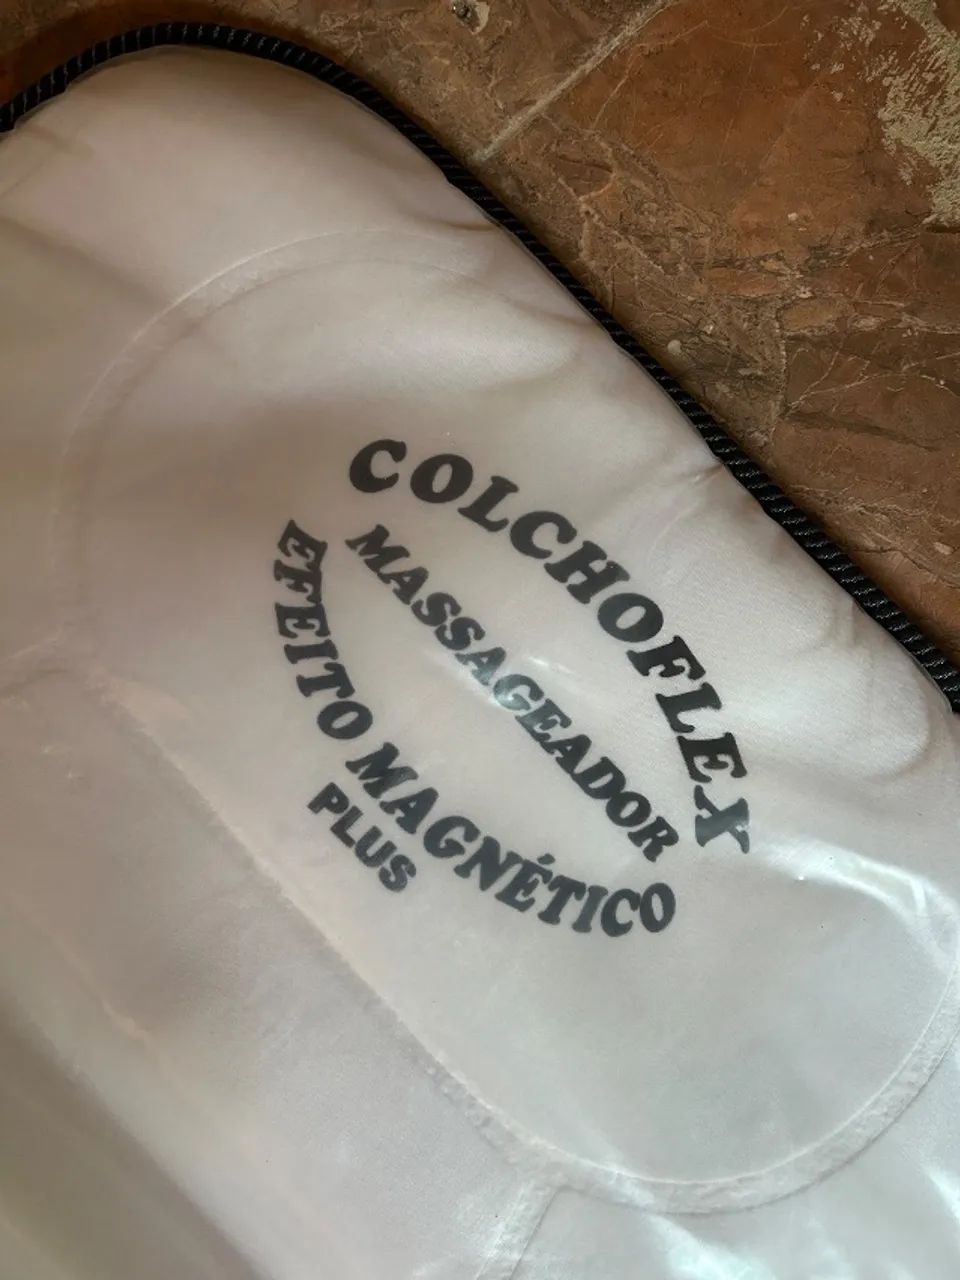 COLCHOFLEX
MASSAGEADOR
EFEITO MAGNÉTICO
PLUS